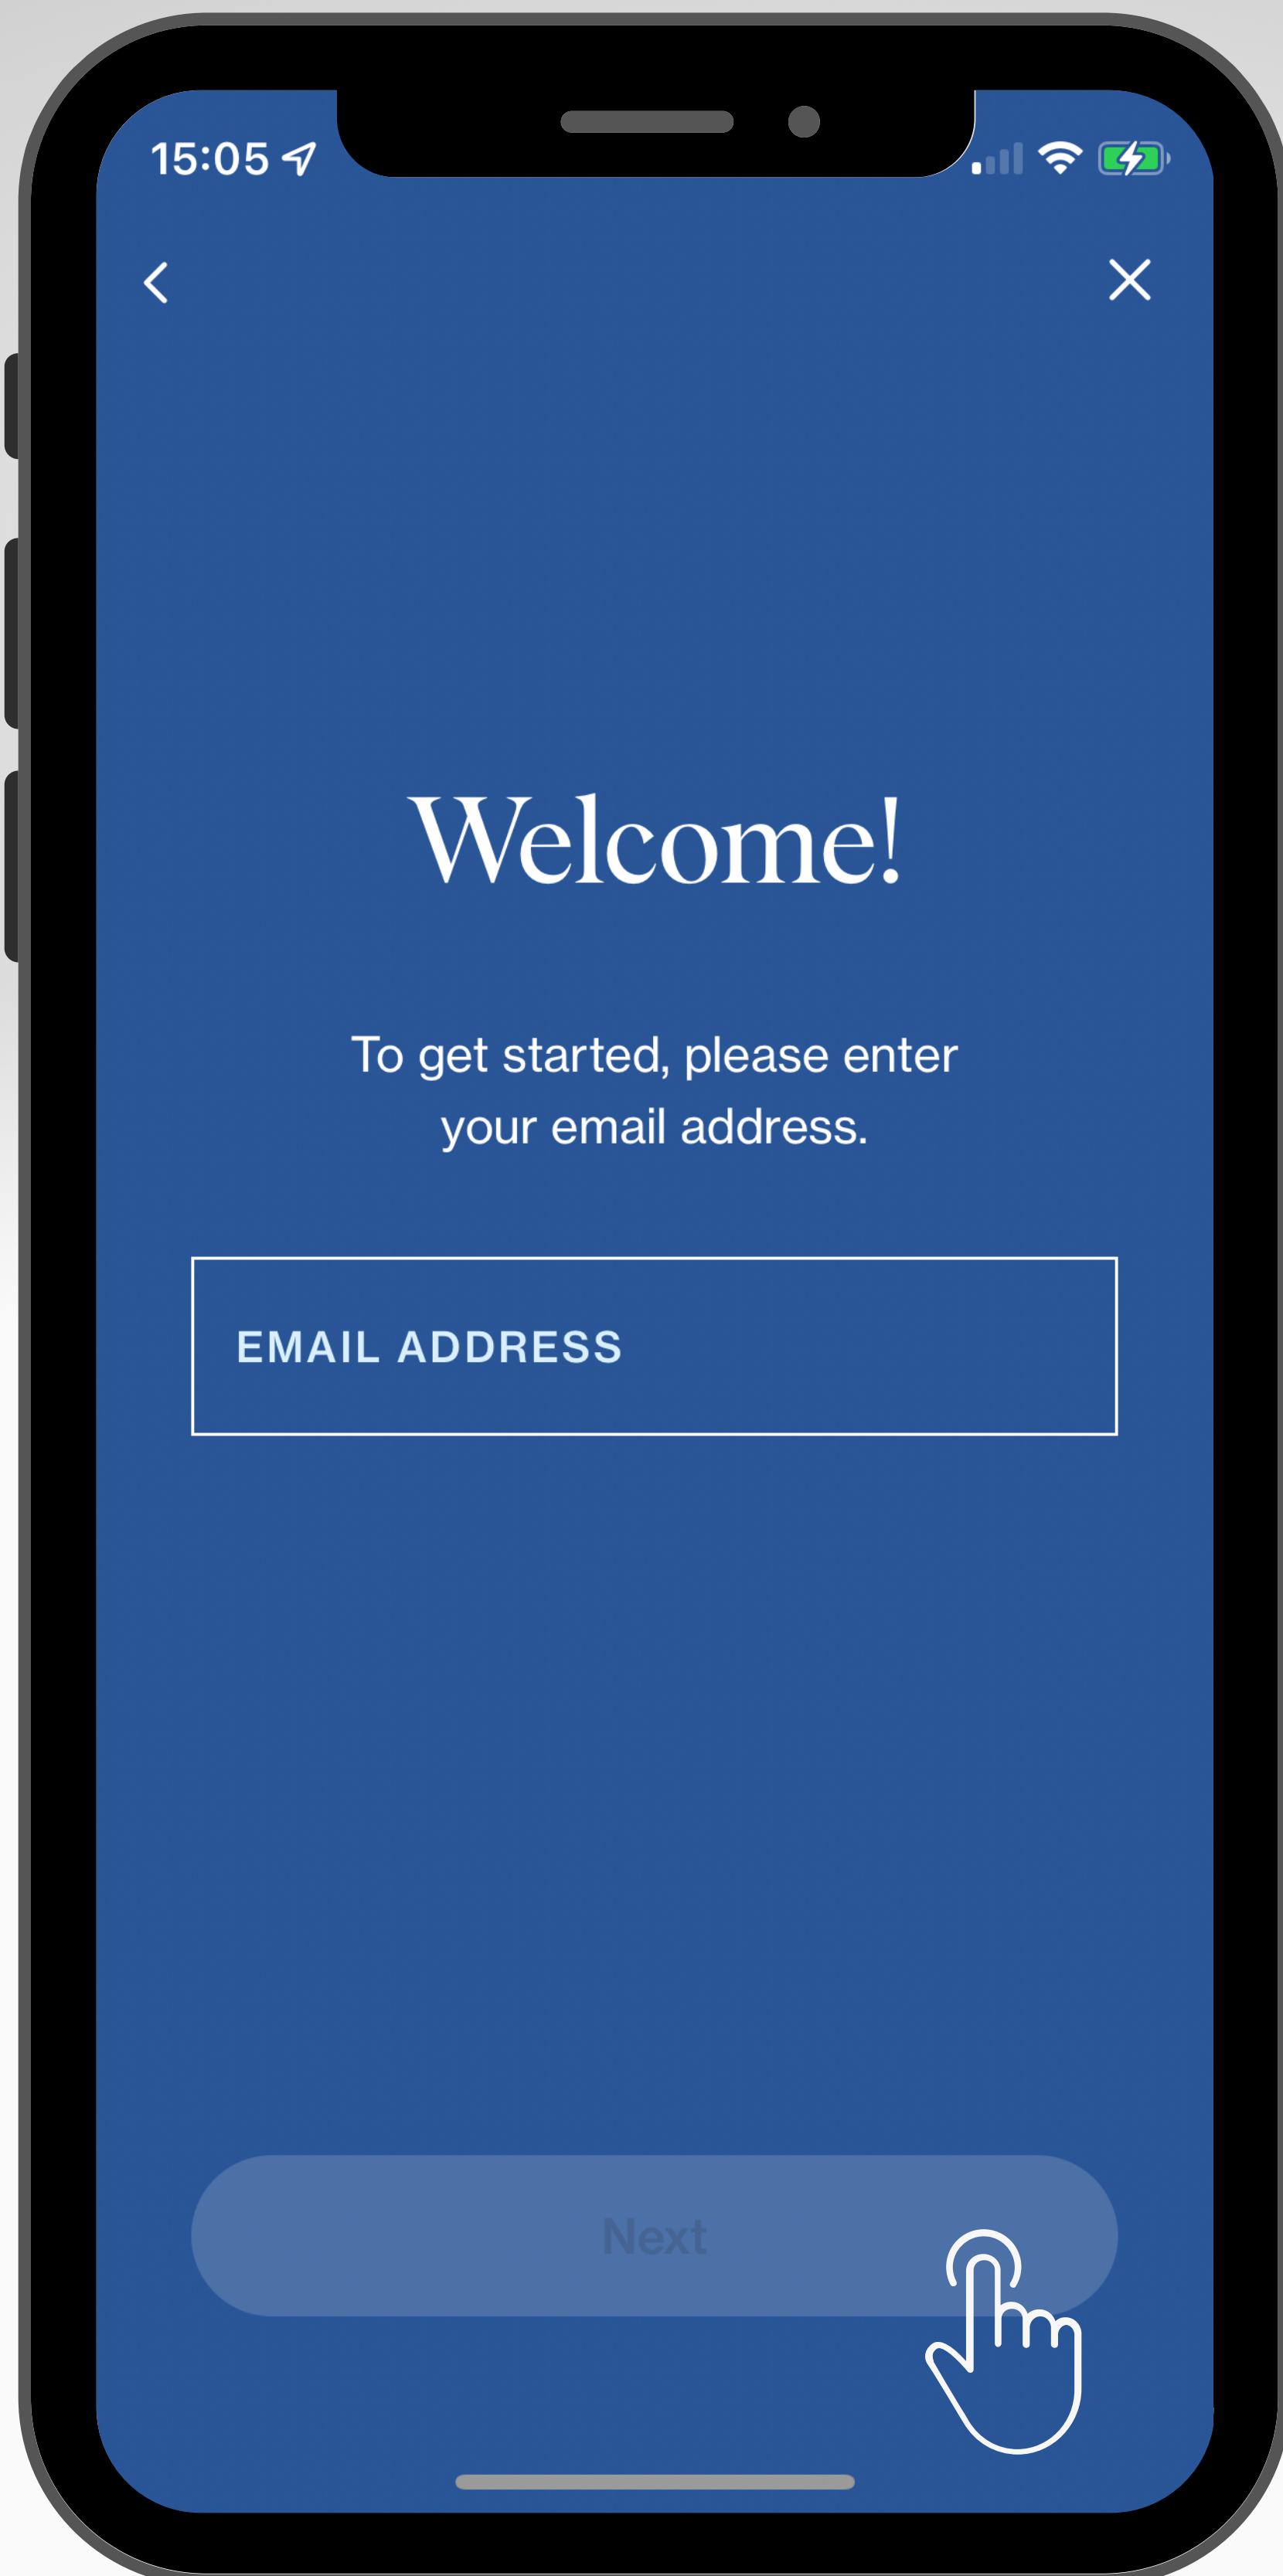 15:05
Welcome!
To get started, please enter
your email address.
EMAIL ADDRESS
Next